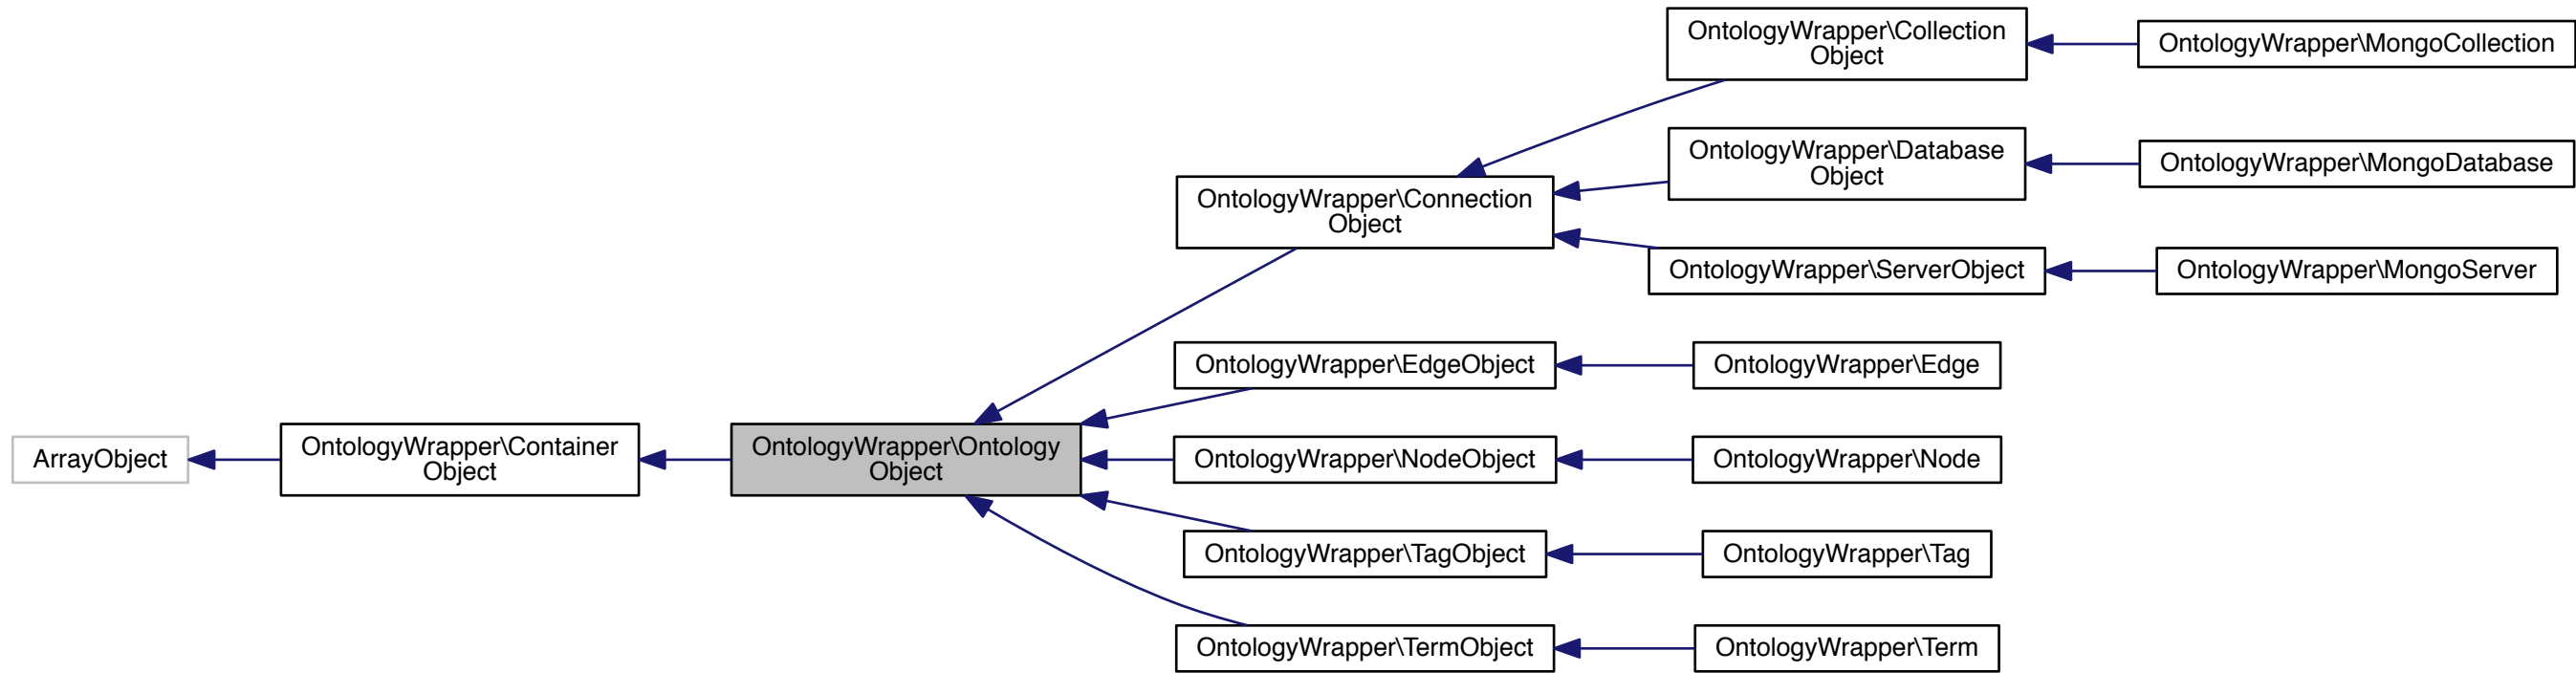 OntologyWrapper\Collection
Object
OntologyWrapper\MongoCollection
OntologyWrapper\Database
Object
OntologyWrapper\MongoDatabase
OntologyWrapper\Connection
Object
OntologyWrapper\ServerObject
OntologyWrapper\MongoServer
OntologyWrapper\EdgeObject
OntologyWrapper\Edge
ArrayObject
OntologyWrapper\Container
Object
OntologyWrapper\Ontology
Object
OntologyWrapper\NodeObject
OntologyWrapper\Node
OntologyWrapper\TagObject
OntologyWrapper\Tag
OntologyWrapper\TermObject
OntologyWrapper\Term